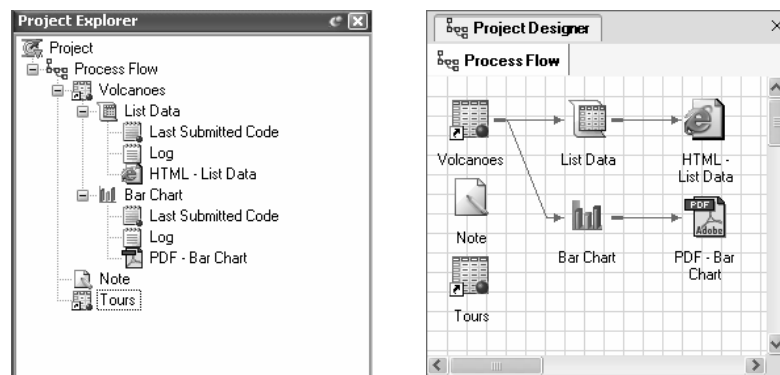 Project Explorer
Project
Process Flow
Volcanoes
List Data
Last Submitted Code
Log
HTML - List Data
Bar Chart
Last Submitted Code
Log
PDF - Bar Chart
Note
Tours
Project Designer
Process Flow
Volcanoes
List Data
HTML -
List Data
Note
Bar Chart
PDF
Adobe
PDF - Bar
Chart
Tours